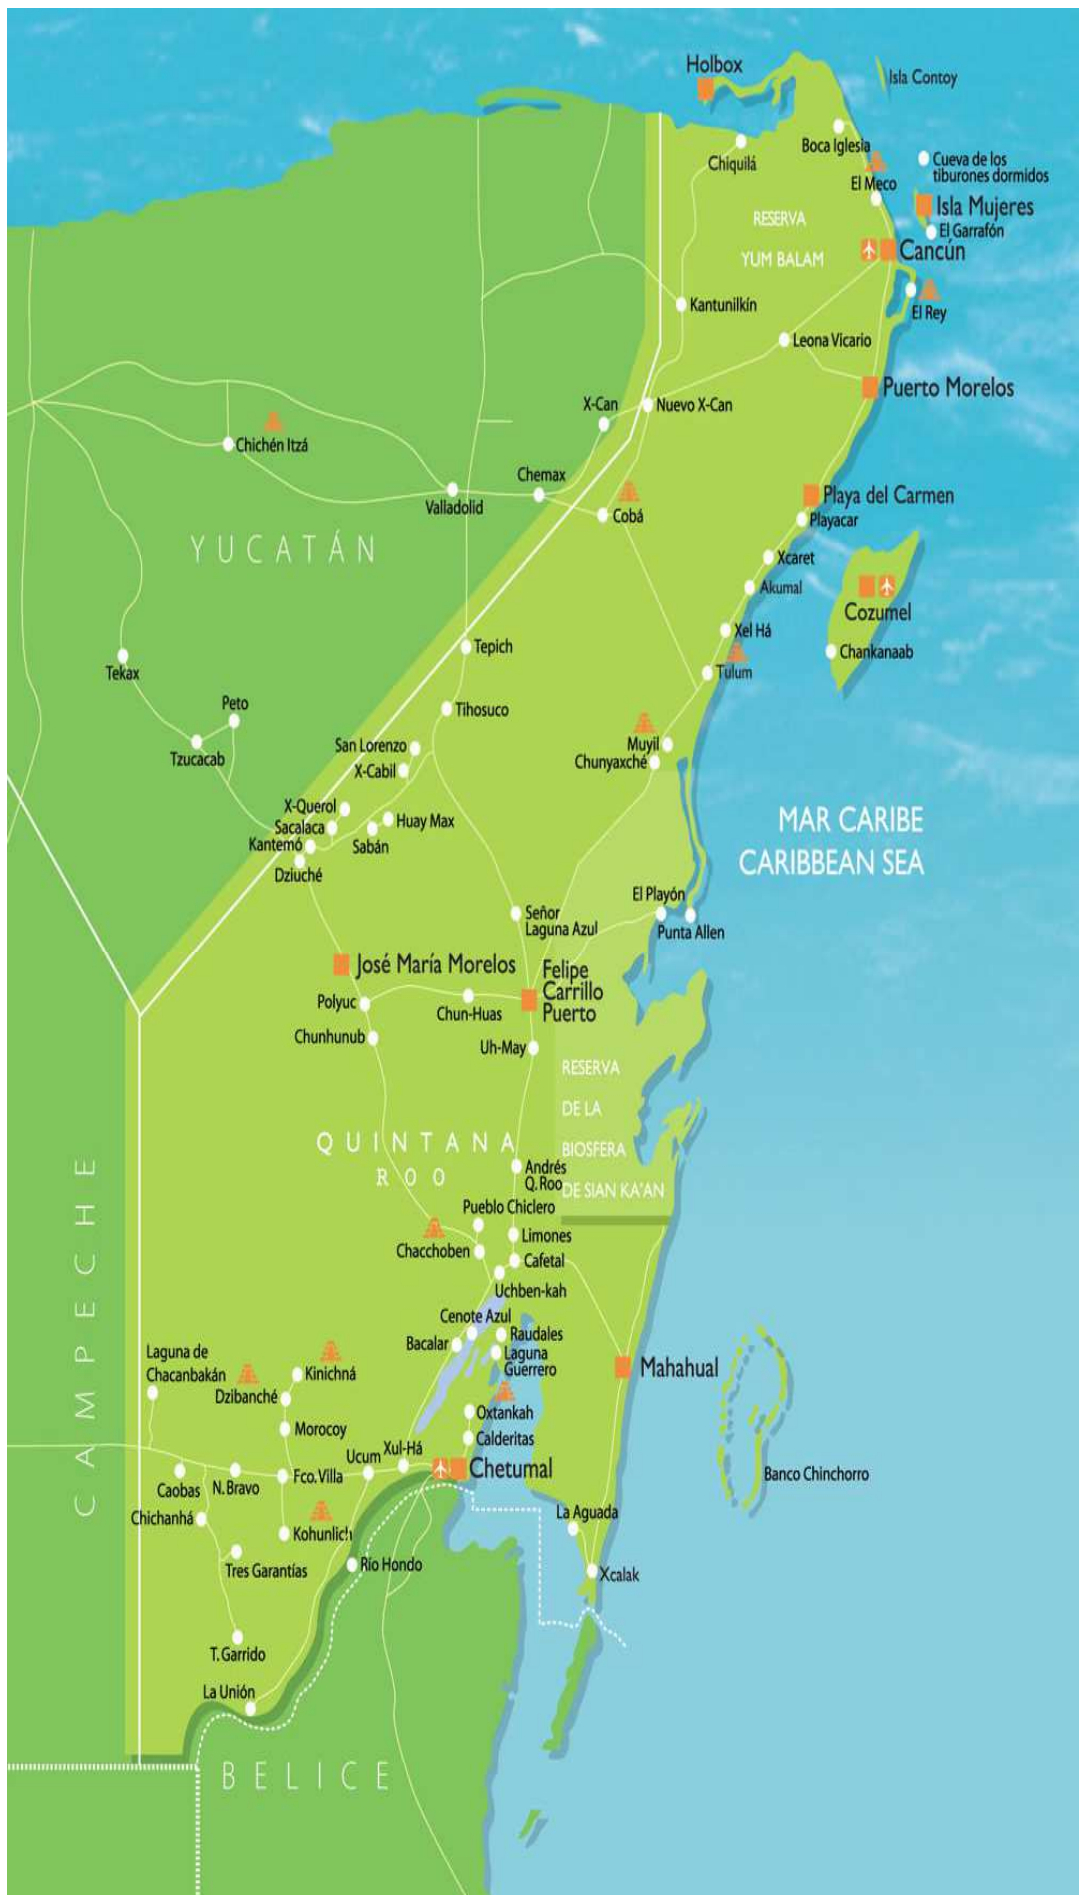 Holbox
Isla Contoy
Boca Iglesia
Chiquilá
Cueva de los
tiburones dormidos
El Meco
Isla Mujeres
RESERVA
YUM BALAM
El Garrafón
Cancún
Kantunilkín
El Rey
Leona Vicario
Puerto Morelos
X-Can
Nuevo X-Can
Chichén Itzá
Chemax
Valladolid
Cobá
Playa del Carmen
Playacar
YUCATÁN
Xcaret
Akumal
Cozumel
Xel Há
Chankanaab
Tepich
Tekax
Tulum
Peto
Tihosuco
Tzucacab
San Lorenzo
X-Cabil
Muyil
Chunyaxché
X-Querol
Sacalaca
Huay Max
Kantemó
Sabán
Dziuché
MAR CARIBE
CARIBBEAN SEA
El Playón
Señor
Laguna Azul
Punta Allen
José María Morelos
Felipe
Carrillo
Puerto
Polyuc
Chun-Huas
Chunhunub
Uh-May
RESERVA
DE LA
BIOSFERA
DE SIAN KA'AN
QUINTANA
ROO
Andrés
Q. Roo
Pueblo Chiclero
Limones
Chacchoben
Cafetal
Uchben-kah
CAMPECHE
Cenote Azul
Raudales
Bacalar
Laguna
Guerrero
Laguna de
Chacanbakán
Kinichná
Dzibanché
Mahahual
Oxtankah
Morocoy
Calderitas
Xul-Há
Ucum
Chetumal
Fco. Villa
N. Bravo
Caobas
Banco Chinchorro
Chichanhá
Kohunlich
La Aguada
Tres Garantías
Río Hondo
Xcalak
T. Garrido
La Unión
BELICE